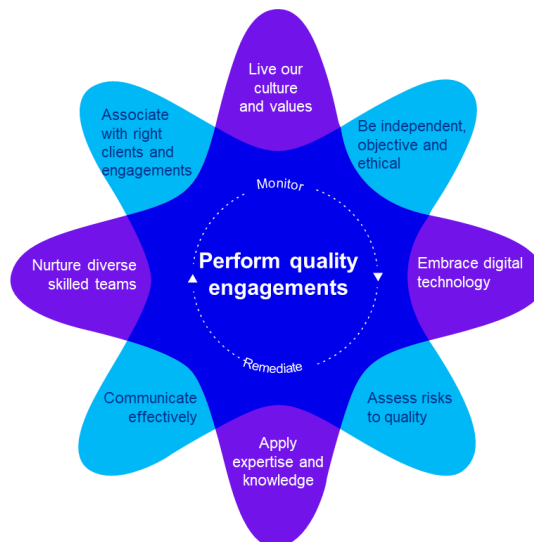 Live our
culture
and values
Associate
with right
clients and
engagements
Be independent,
objective and
ethical
Monitor
Nurture diverse
skilled teams
Perform quality
engagements
Embrace digital
technology
Remediate
Communicate
effectively
Assess risks
to quality
Apply
expertise and
knowledge